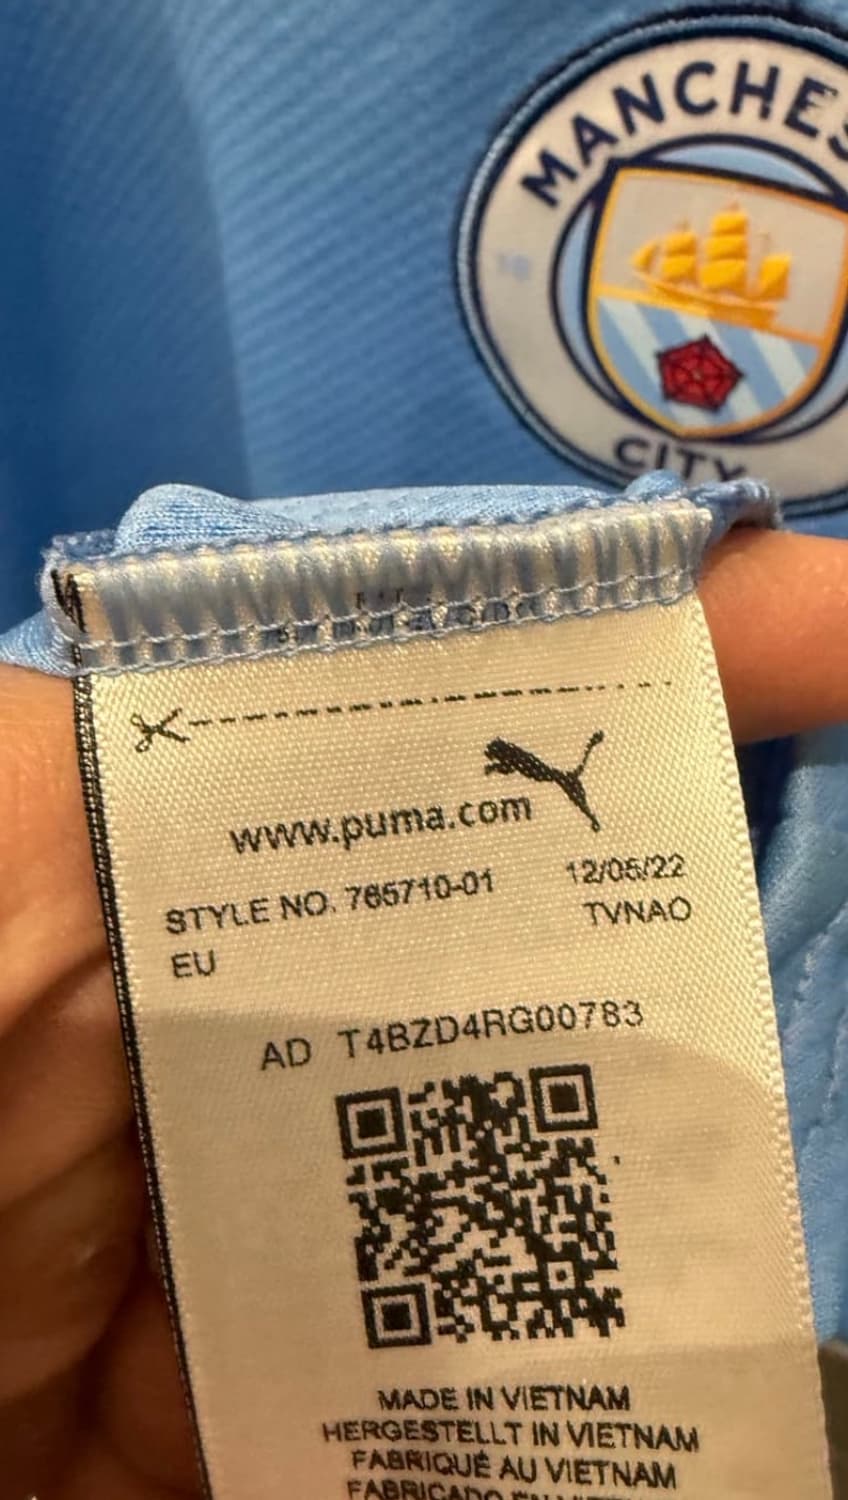 MANCHES
CITY
www.puma.com
STYLE NO. 765710-01
12/05/22
EU
TVNAO
AD T4BZD4RG00783
MADE IN VIETNAM
HERGESTELLT IN VIETNAM
FABRIQUÉ AU VIETNAM